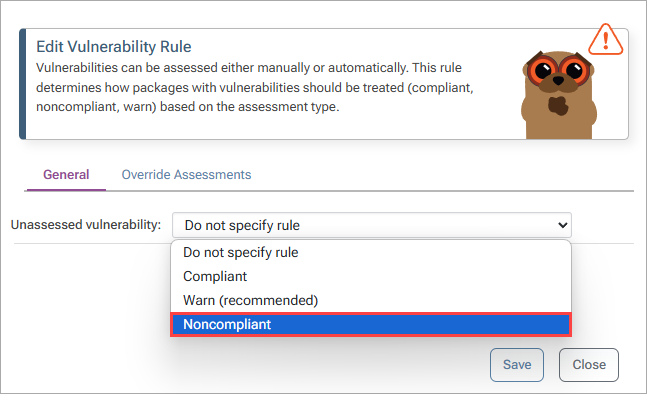 Edit Vulnerability Rule
Vulnerabilities can be assessed either manually or automatically. This rule
determines how packages with vulnerabilities should be treated (compliant,
noncompliant, warn) based on the assessment type.
General
Override Assessments
Unassessed vulnerability:
Do not specify rule
Do not specify rule
Compliant
Warn (recommended)
Noncompliant
Save
Close